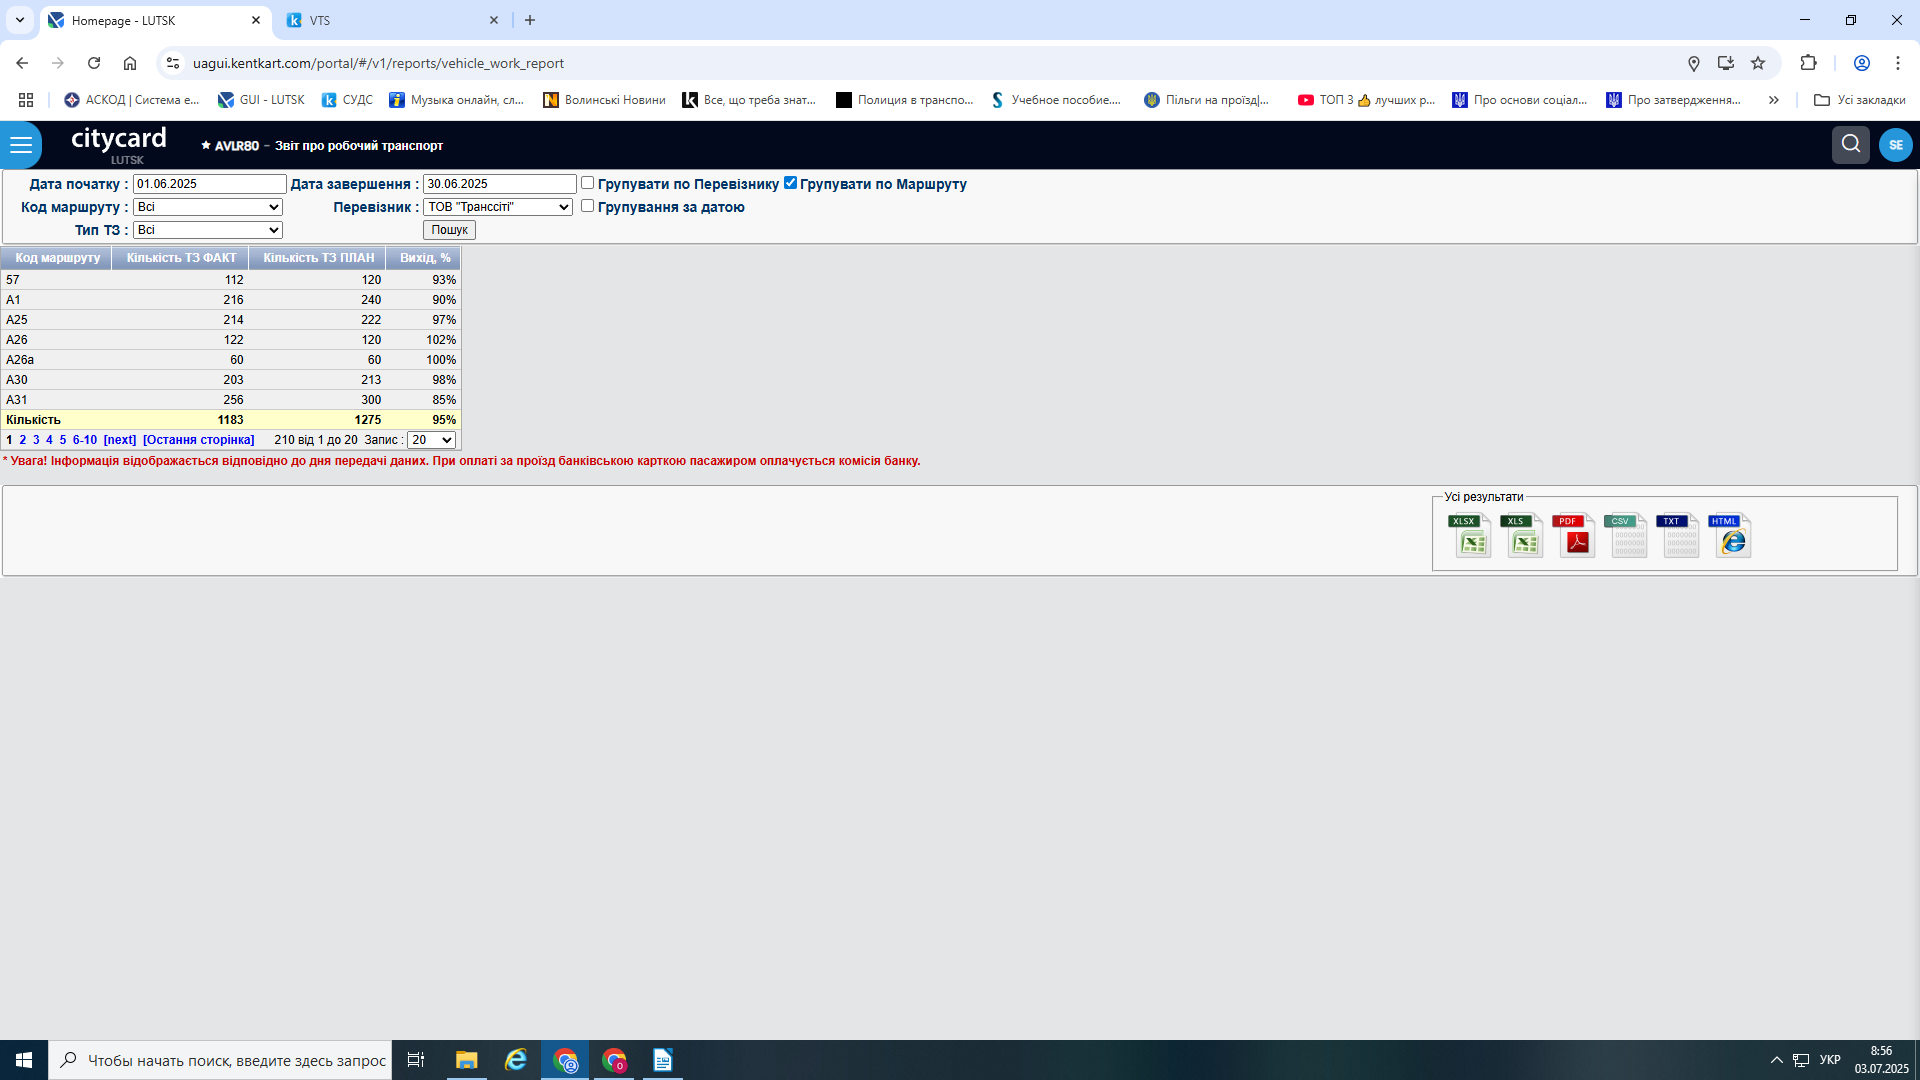 Homepage - LUTSK
VTS
uagui.kentkart.com/portal/#/v1/reports/vehicle_work_report
АСКОД | Система е...
GUI - LUTSK
СУДС
Музыка онлайн, сл...
Волинські Новини
Все, що треба знат...
Полиция в транспо...
Учебное пособие....
Пільги на проїзд|...
ТОП 3 👍 лучших р...
Про основи соціал...
Про затвердження...
Усі закладки
citycard
LUTSK
★ AVLR80 – Звіт про робочий транспорт
SE
Дата початку : 01.06.2025 Дата завершення : 30.06.2025 Групувати по Перевізнику Групувати по Маршруту
Код маршруту : Всі Перевізник : ТОВ "Транссіті" Групування за датою
Тип ТЗ : Всі Пошук
Код маршруту Кількість ТЗ ФАКТ Кількість ТЗ ПЛАН Вихід, %
57 112 120 93%
A1 216 240 90%
A25 214 222 97%
A26 122 120 102%
A26a 60 60 100%
A30 203 213 98%
A31 256 300 85%
Кількість 1183 1275 95%
1 2 3 4 5 6-10 [next] [Остання сторінка] 210 від 1 до 20 Запис : 20
* Увага! Інформація відображається відповідно до дня передачі даних. При оплаті за проїзд банківською карткою пасажиром оплачується комісія банку.
Усі результати
XLSX XLS PDF CSV TXT HTML
Чтобы начать поиск, введите здесь запрос
УКР
8:56
03.07.2025